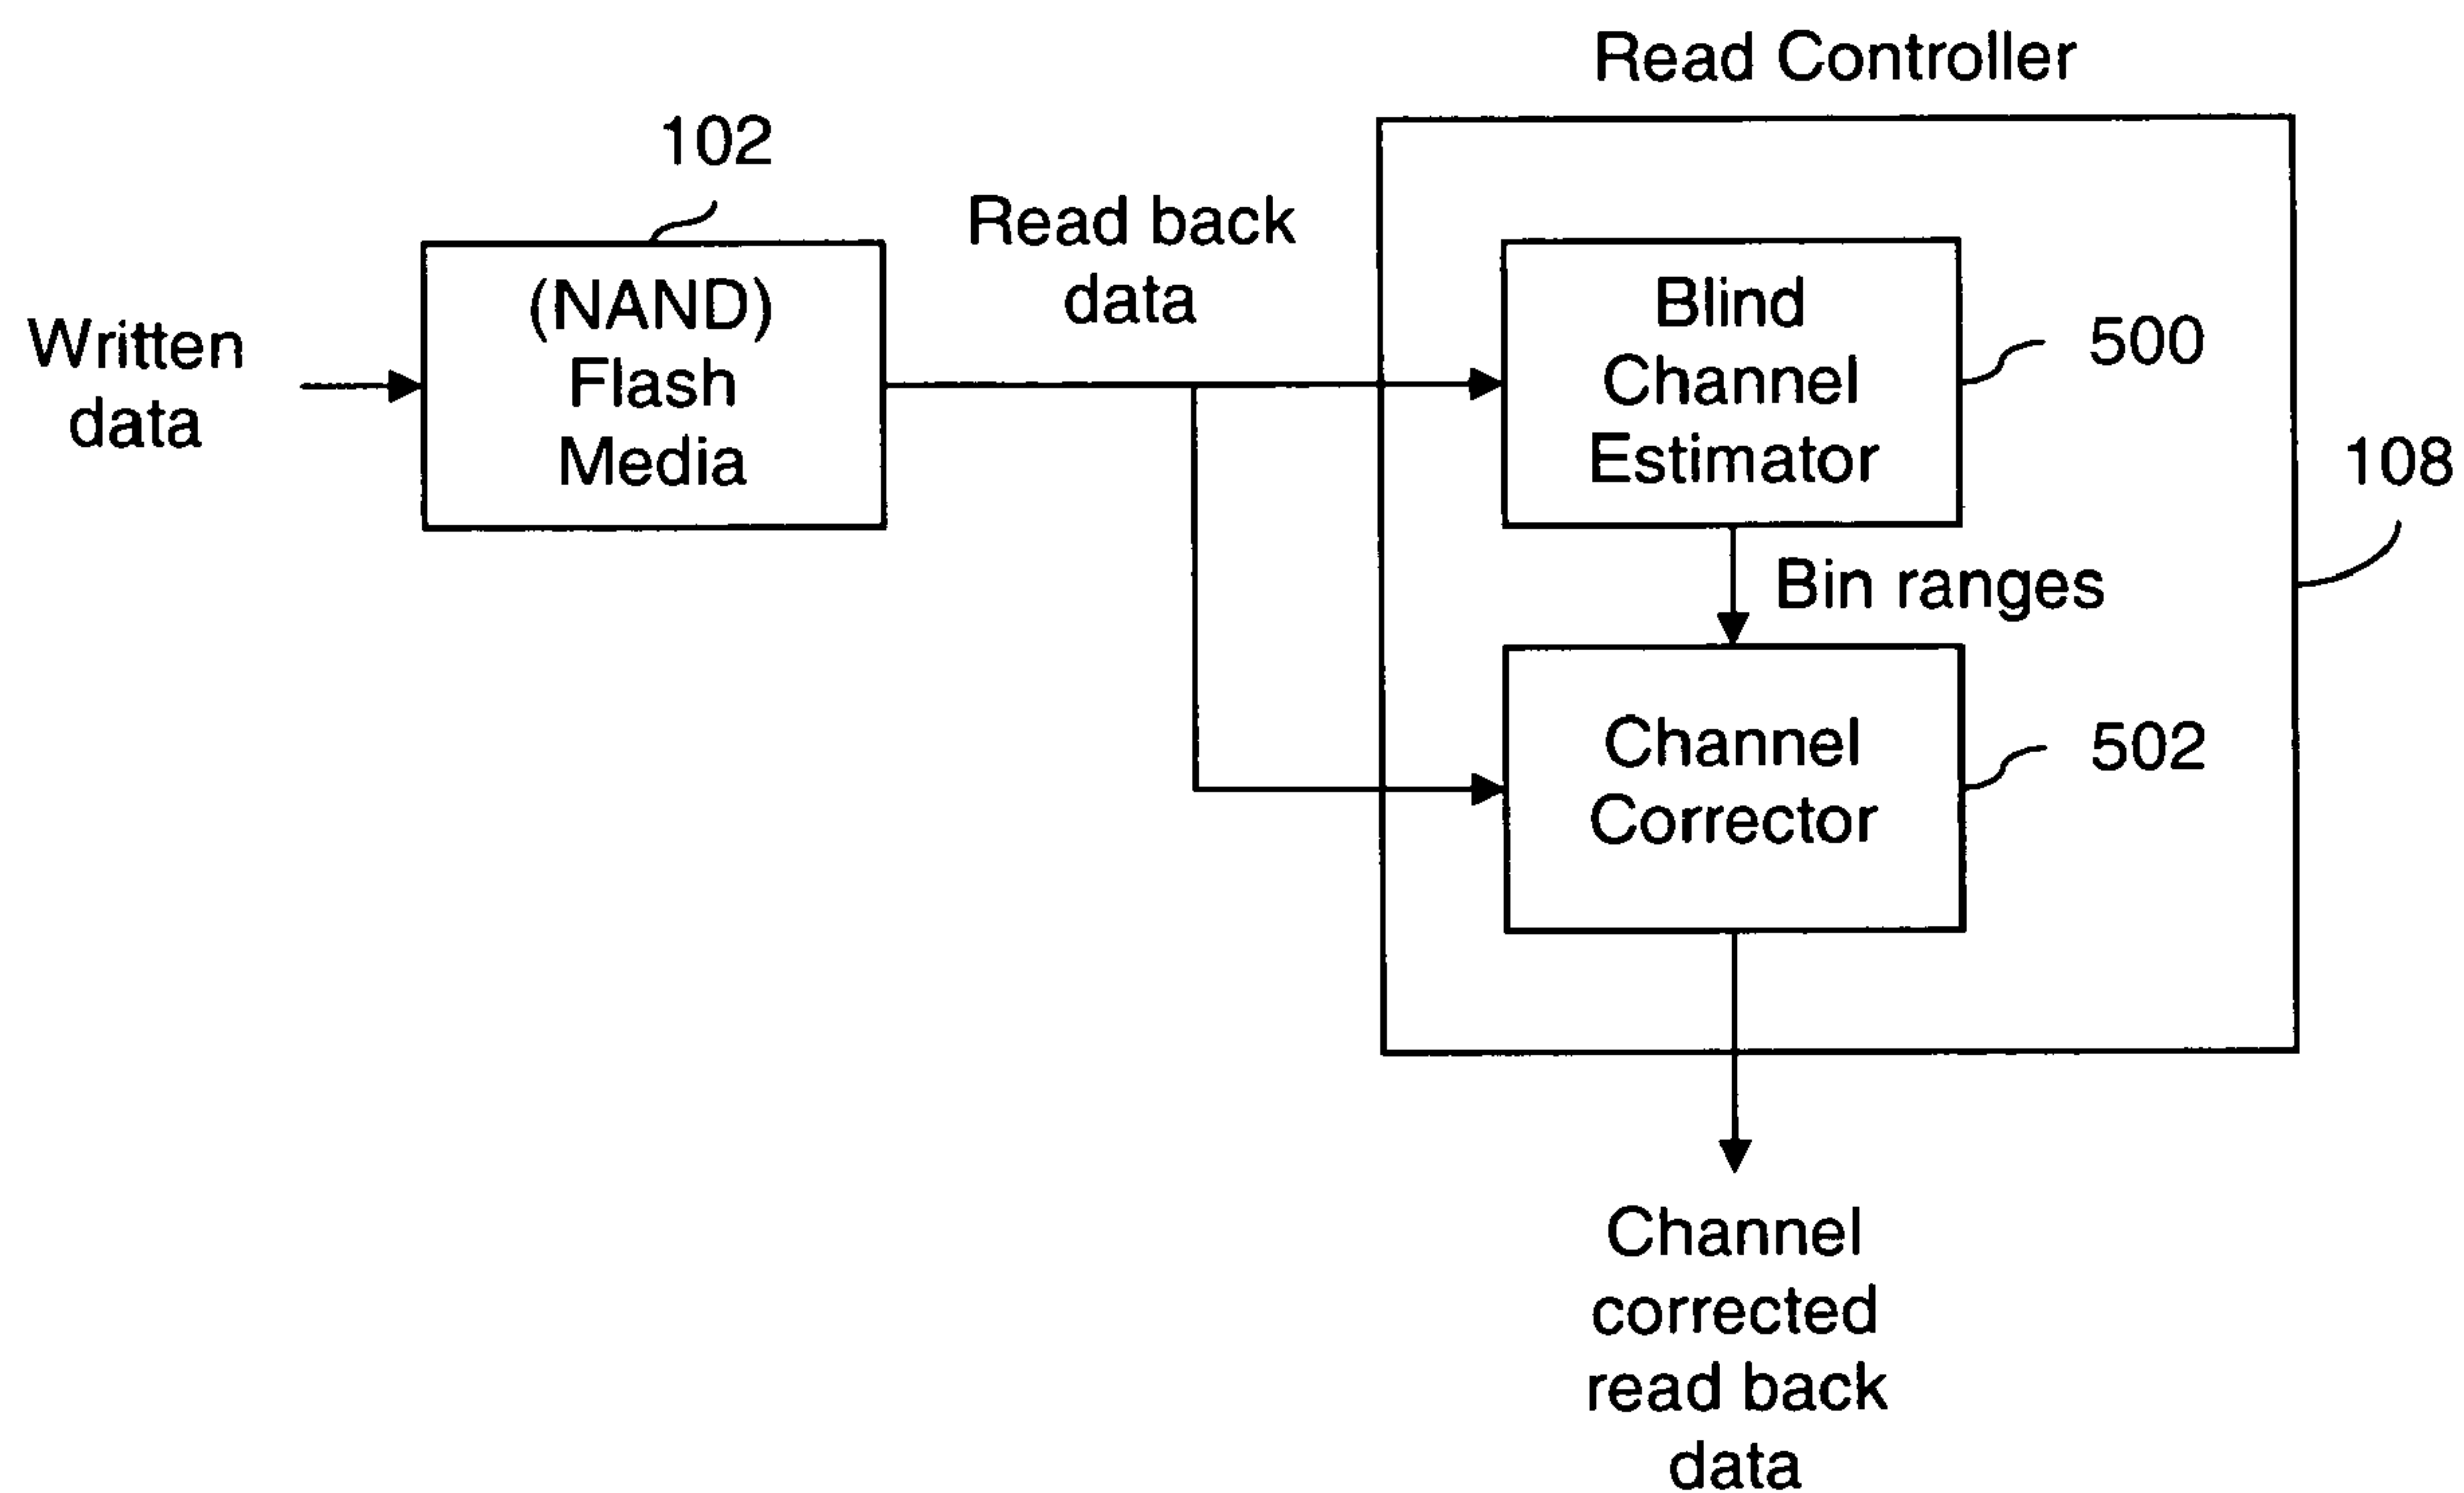 Read Controller
102
Read back
data
Written
data
(NAND)
Flash
Media
Blind
Channel
Estimator
500
108
Bin ranges
Channel
Corrector
502
Channel
corrected
read back
data